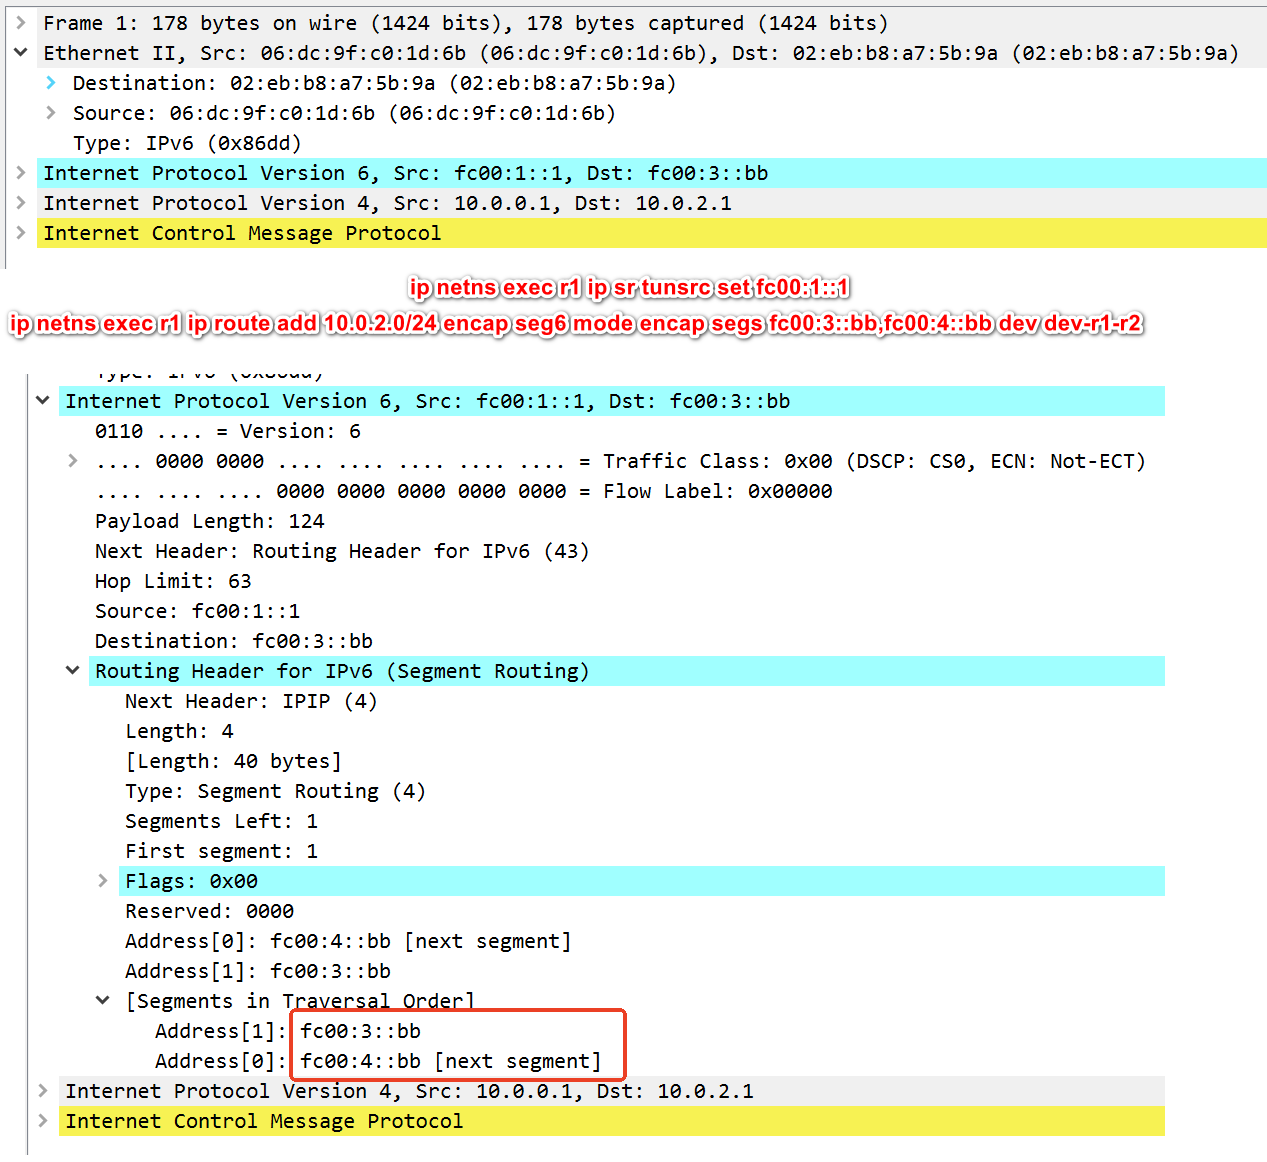 Frame 1: 178 bytes on wire (1424 bits), 178 bytes captured (1424 bits)
Ethernet II, Src: 06:dc:9f:c0:1d:6b (06:dc:9f:c0:1d:6b), Dst: 02:eb:b8:a7:5b:9a (02:eb:b8:a7:5b:9a)
Destination: 02:eb:b8:a7:5b:9a (02:eb:b8:a7:5b:9a)
Source: 06:dc:9f:c0:1d:6b (06:dc:9f:c0:1d:6b)
Type: IPv6 (0x86dd)
Internet Protocol Version 6, Src: fc00:1::1, Dst: fc00:3::bb
Internet Protocol Version 4, Src: 10.0.0.1, Dst: 10.0.2.1
Internet Control Message Protocol
ip netns exec r1 ip sr tunsrc set fc00:1::1
ip netns exec r1 ip route add 10.0.2.0/24 encap seg6 mode encap segs fc00:3::bb,fc00:4::bb dev dev-r1-r2
Type: IPv6 (0x86dd)
Internet Protocol Version 6, Src: fc00:1::1, Dst: fc00:3::bb
0110 .... = Version: 6
.... 0000 0000 .... .... .... .... .... = Traffic Class: 0x00 (DSCP: CS0, ECN: Not-ECT)
.... .... .... 0000 0000 0000 0000 0000 = Flow Label: 0x00000
Payload Length: 124
Next Header: Routing Header for IPv6 (43)
Hop Limit: 63
Source: fc00:1::1
Destination: fc00:3::bb
Routing Header for IPv6 (Segment Routing)
Next Header: IPIP (4)
Length: 4
[Length: 40 bytes]
Type: Segment Routing (4)
Segments Left: 1
First segment: 1
Flags: 0x00
Reserved: 0000
Address[0]: fc00:4::bb [next segment]
Address[1]: fc00:3::bb
[Segments in Traversal Order]
Address[1]: fc00:3::bb
Address[0]: fc00:4::bb [next segment]
Internet Protocol Version 4, Src: 10.0.0.1, Dst: 10.0.2.1
Internet Control Message Protocol